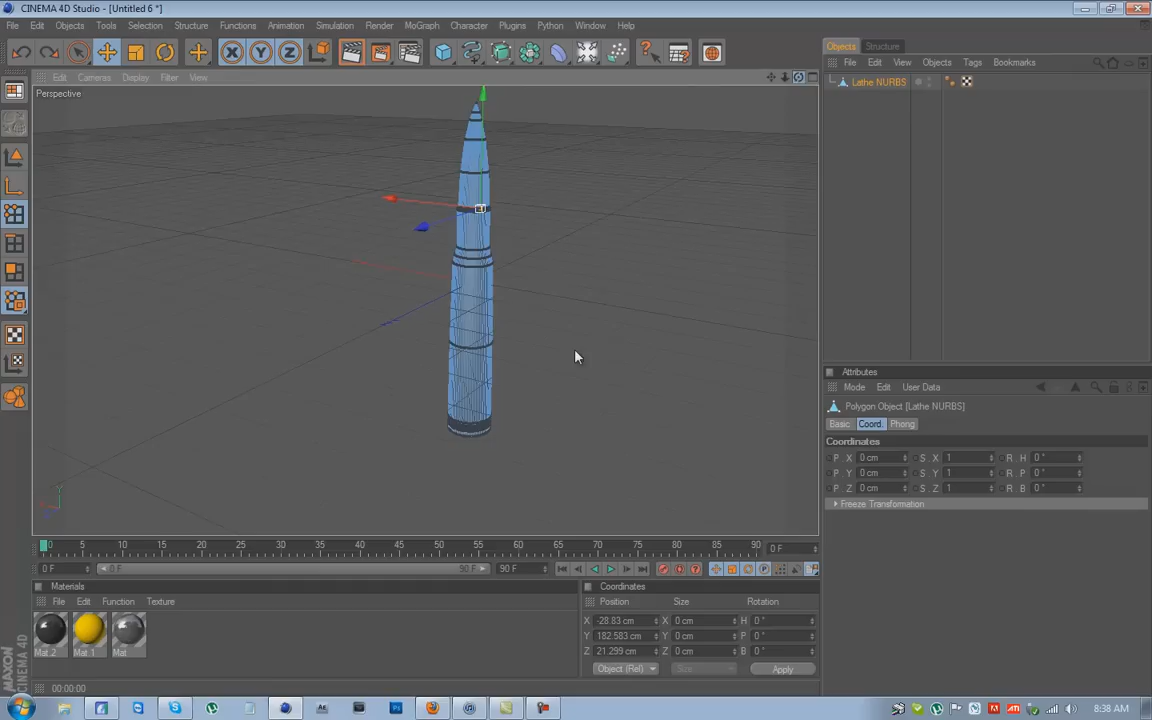 CINEMA 4D Studio - [Untitled 6 *]
File Edit Objects Tools Selection Structure Functions Animation Simulation Render MoGraph Character Plugins Python Window Help
X Y Z
Objects Structure
Edit Cameras Display Filter View
File Edit View Objects Tags Bookmarks
Perspective
Lathe NURBS
Attributes
Mode Edit User Data
Polygon Object [Lathe NURBS]
Basic Coord. Phong
Coordinates
P . X 0 cm S . X 1 R . H 0 °
P . Y 0 cm S . Y 1 R . P 0 °
P . Z 0 cm S . Z 1 R . B 0 °
Freeze Transformation
0 5 10 15 20 25 30 35 40 45 50 55 60 65 70 75 80 85 90 0 F
0 F 0 F 90 F 90 F
Materials
File Edit Function Texture
Mat 2 Mat 1 Mat
Coordinates
Position Size Rotation
X -28.83 cm X 0 cm H 0 °
Y 182.583 cm Y 0 cm P 0 °
Z 21.299 cm Z 0 cm B 0 °
Object (Rel) Size Apply
MAXON CINEMA 4D
00:00:00
Ae Ps
8:38 AM